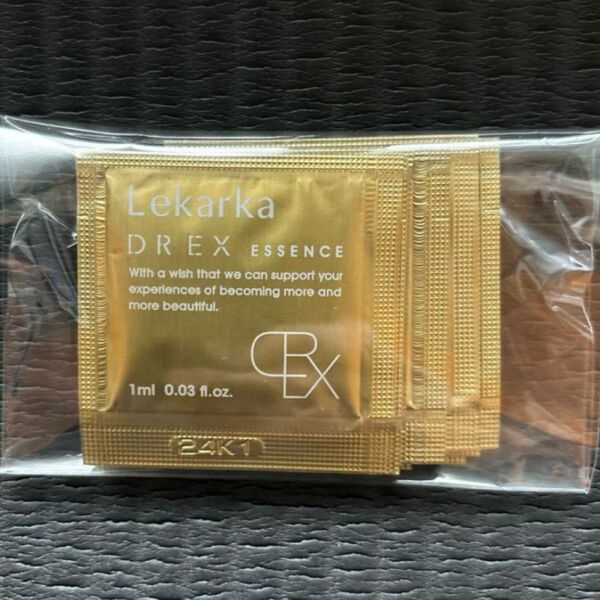 Lekarka
DREX ESSENCE
With a wish that we can support your
experiences of becoming more and
more beautiful.
DREX
1ml 0.03 fl.oz.
24K1